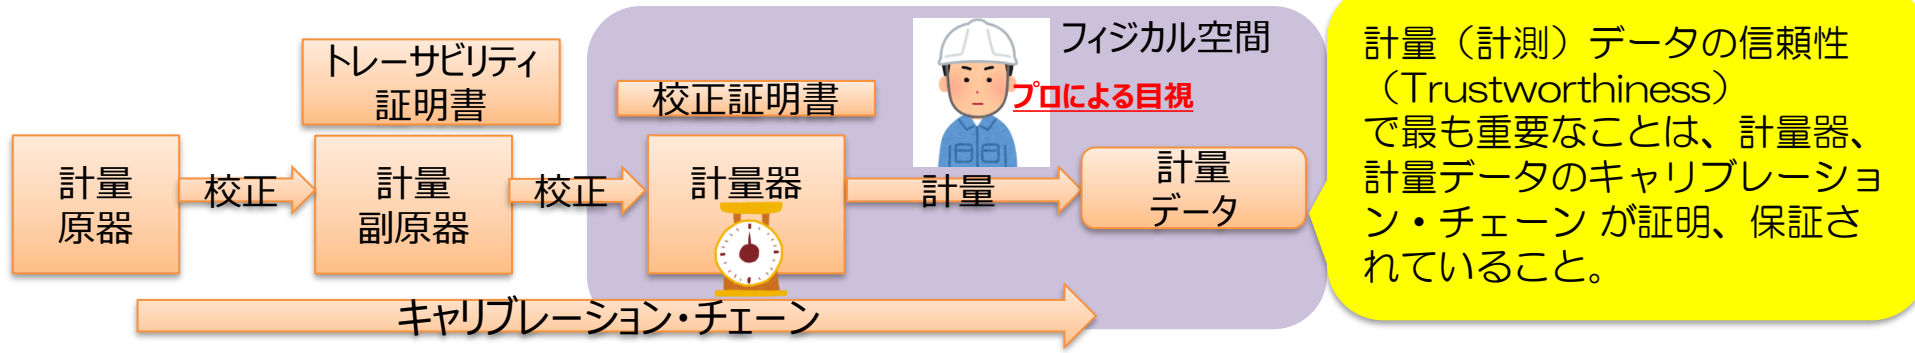 トレーサビリティ
証明書
校正証明書
フィジカル空間
プロによる目視
計量
原器
校正
計量
副原器
校正
計量器
計量
計量
データ
キャリブレーション・チェーン
計量（計測）データの信頼性
（Trustworthiness）
で最も重要なことは、計量器、
計量データのキャリブレーショ
ン・チェーン が証明、保証さ
れていること。